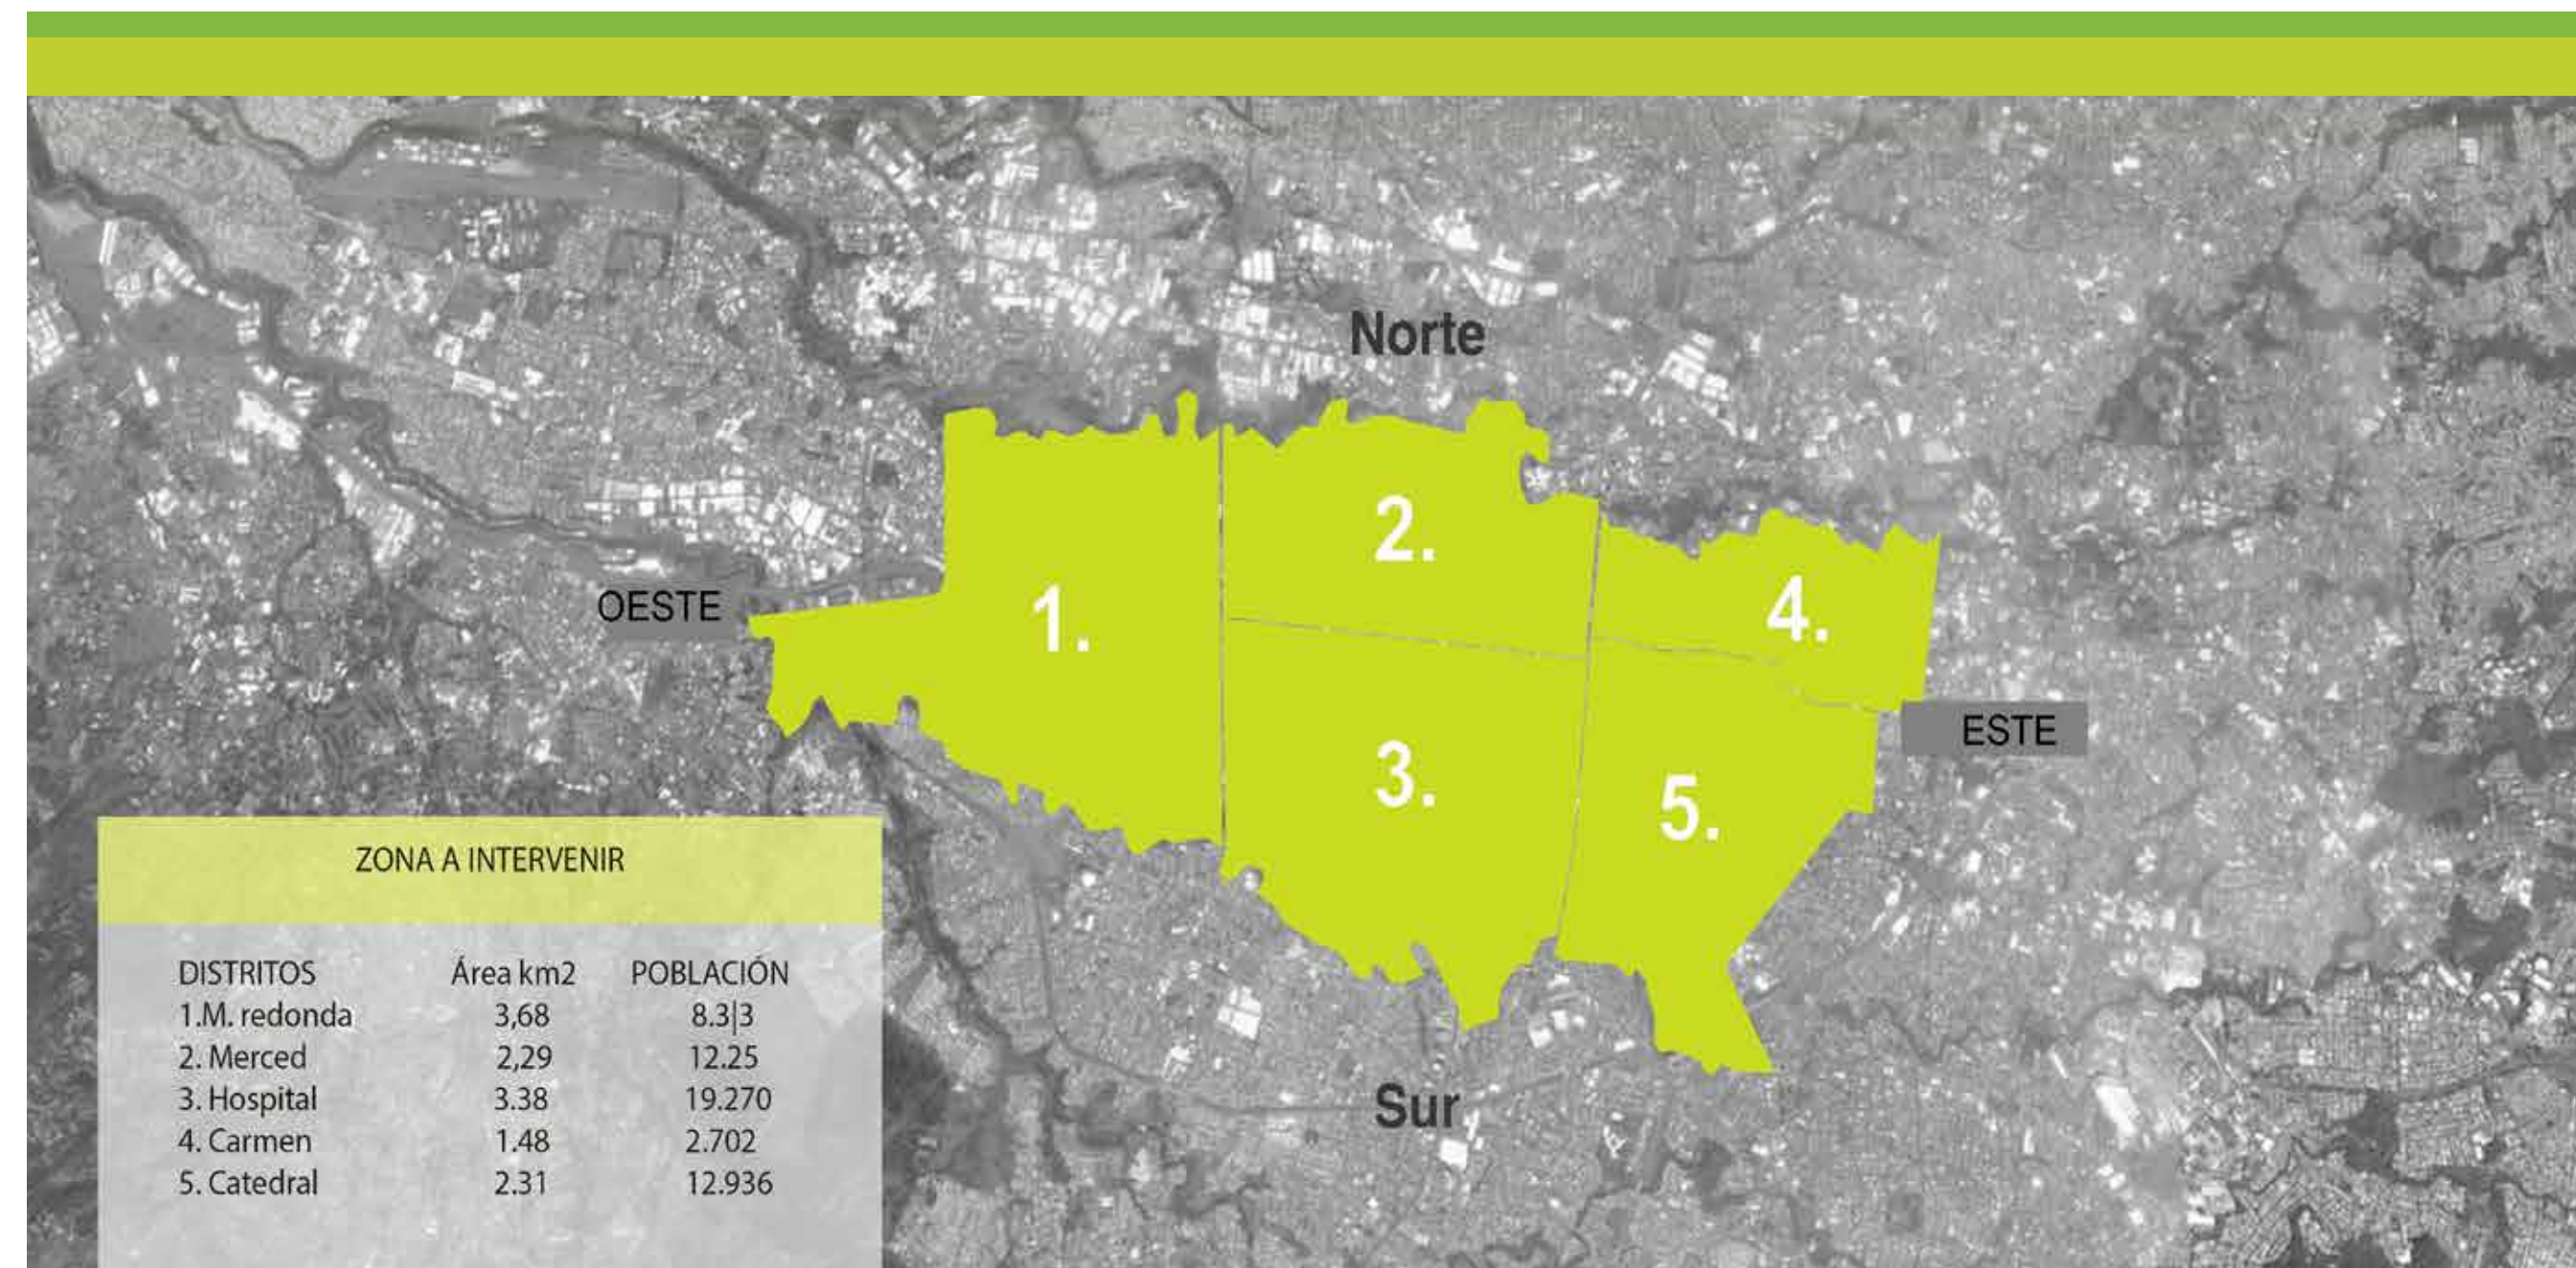 Norte
OESTE
1.
2.
3.
4.
5.
ESTE
Sur
ZONA A INTERVENIR
DISTRITOS Área km2 POBLACIÓN
1.M. redonda 3,68 8.3|3
2. Merced 2,29 12.25
3. Hospital 3.38 19.270
4. Carmen 1.48 2.702
5. Catedral 2.31 12.936